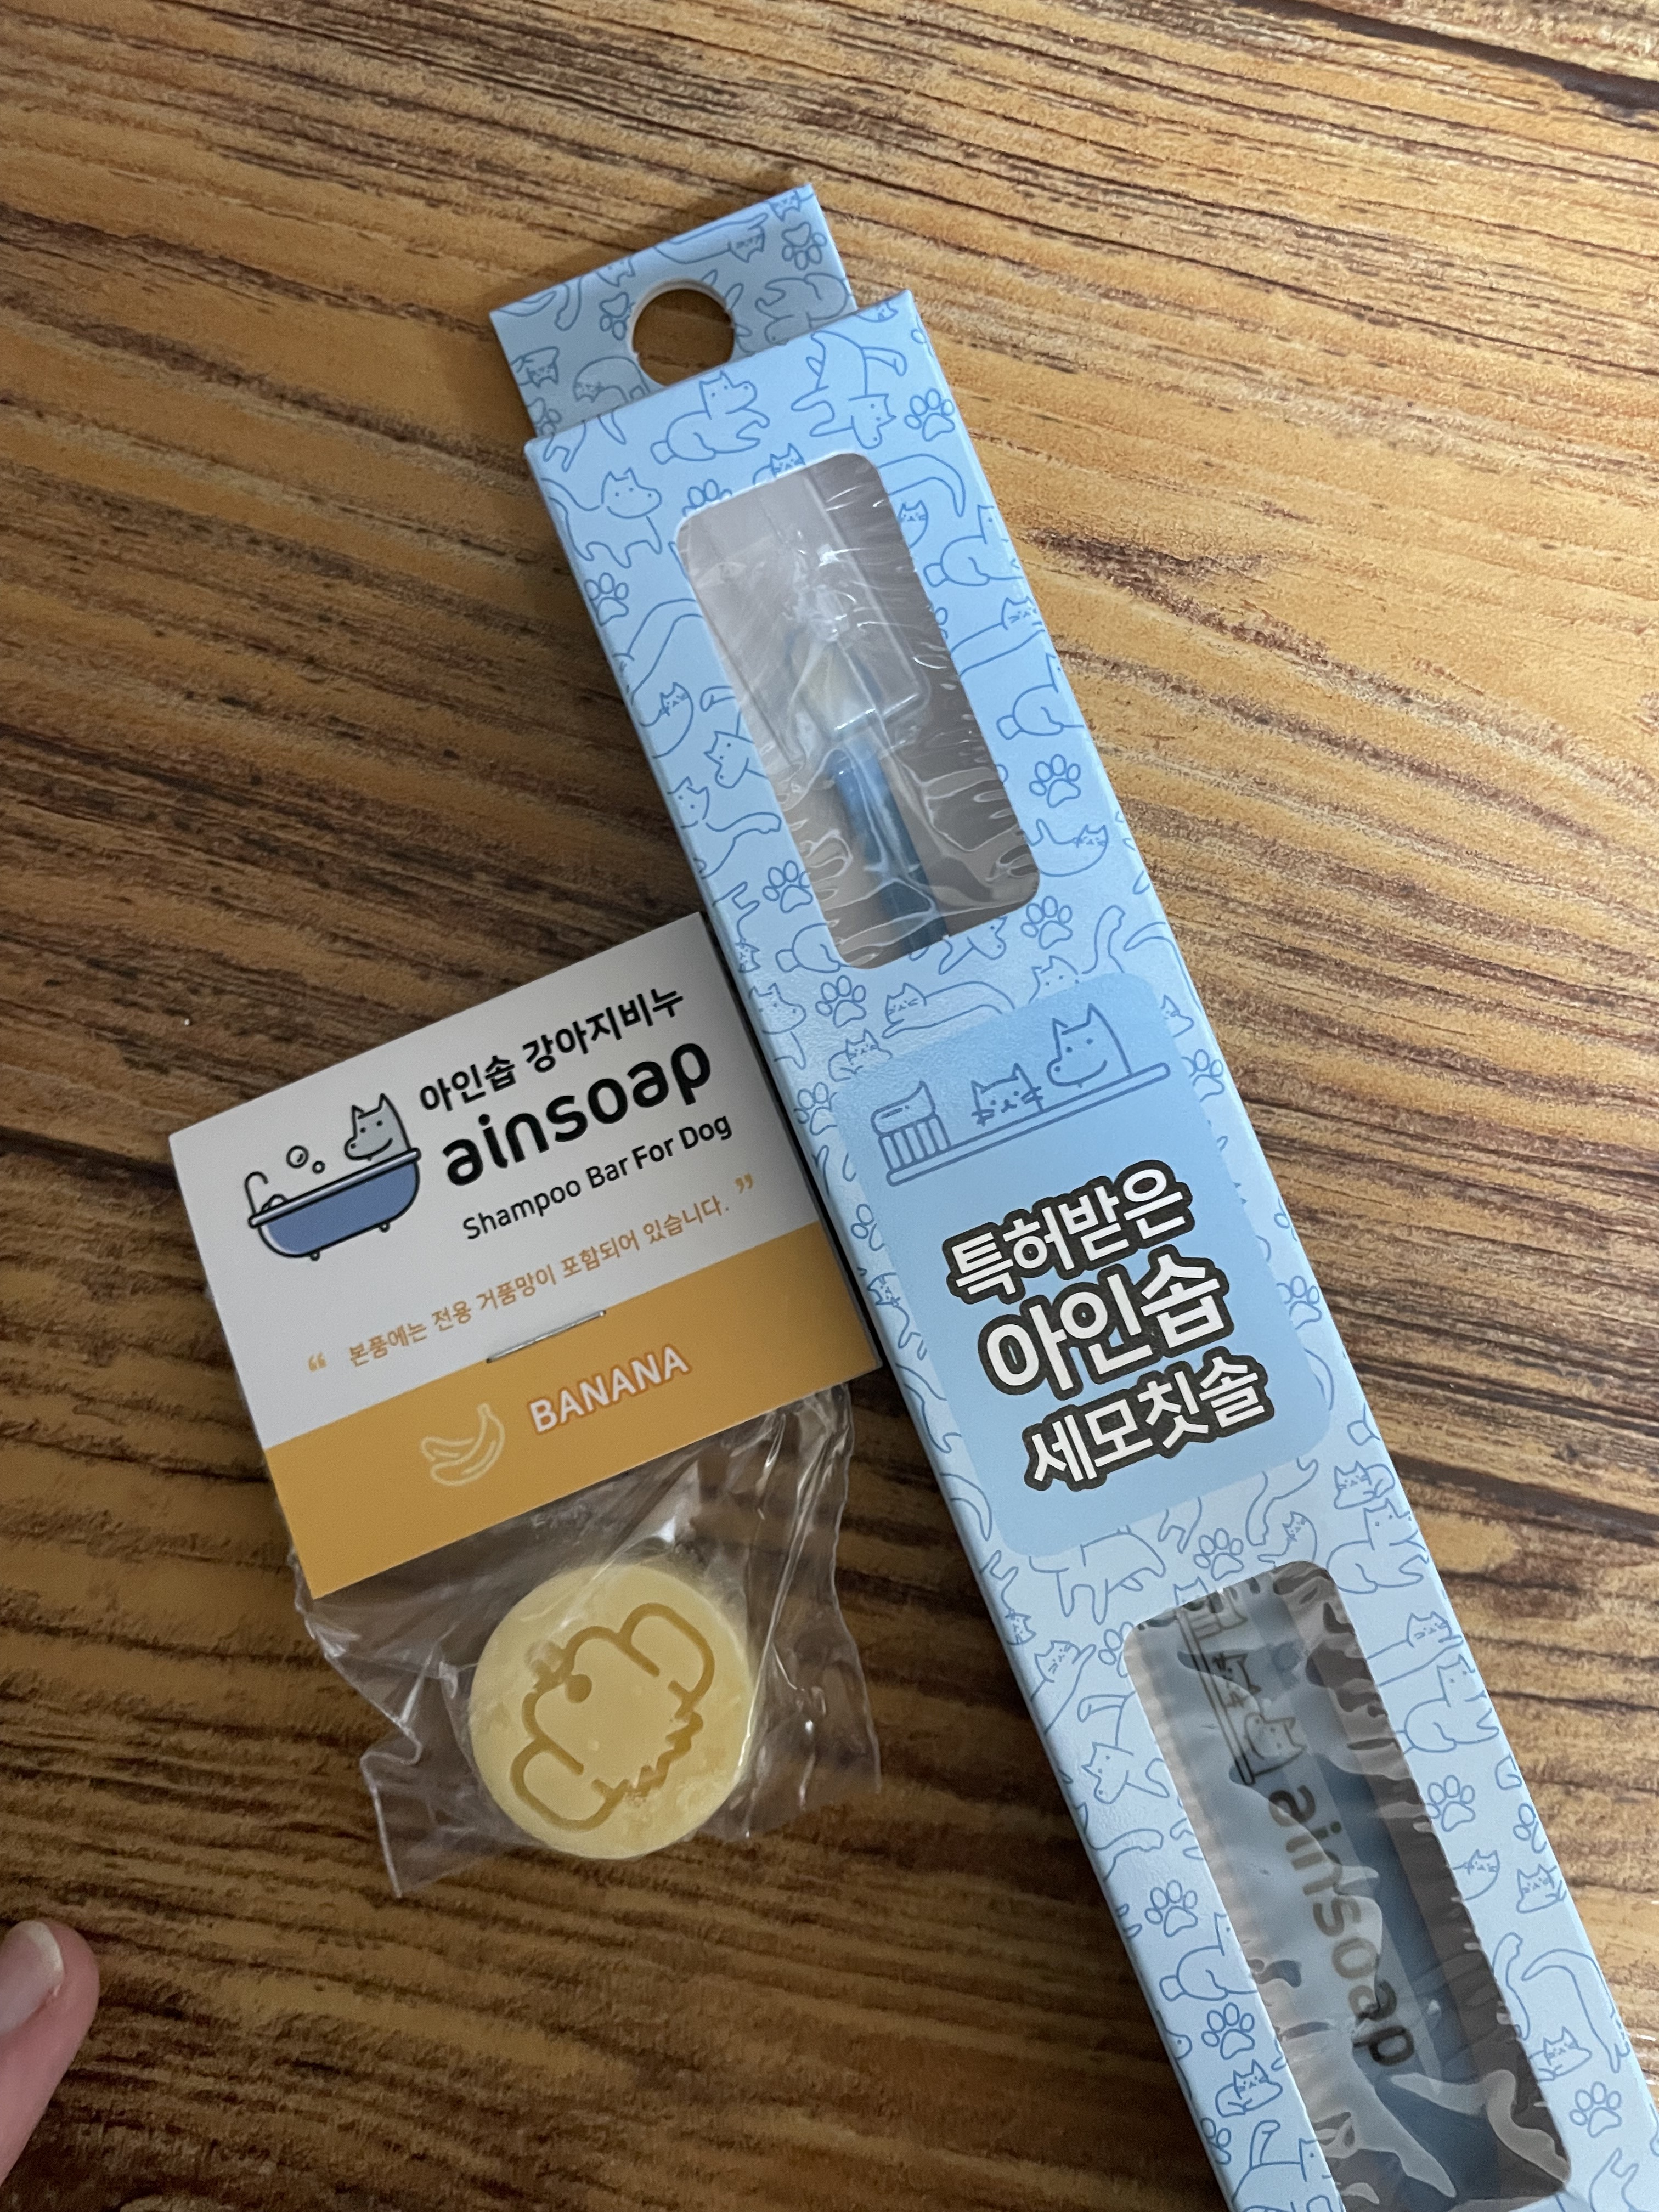 아인솝 강아지비누
ainsoap
Shampoo Bar For Dog
“ 본품에는 전용 거품망이 포함되어 있습니다. ”
BANANA
특허받은
아인솝
세모칫솔
ainsoap